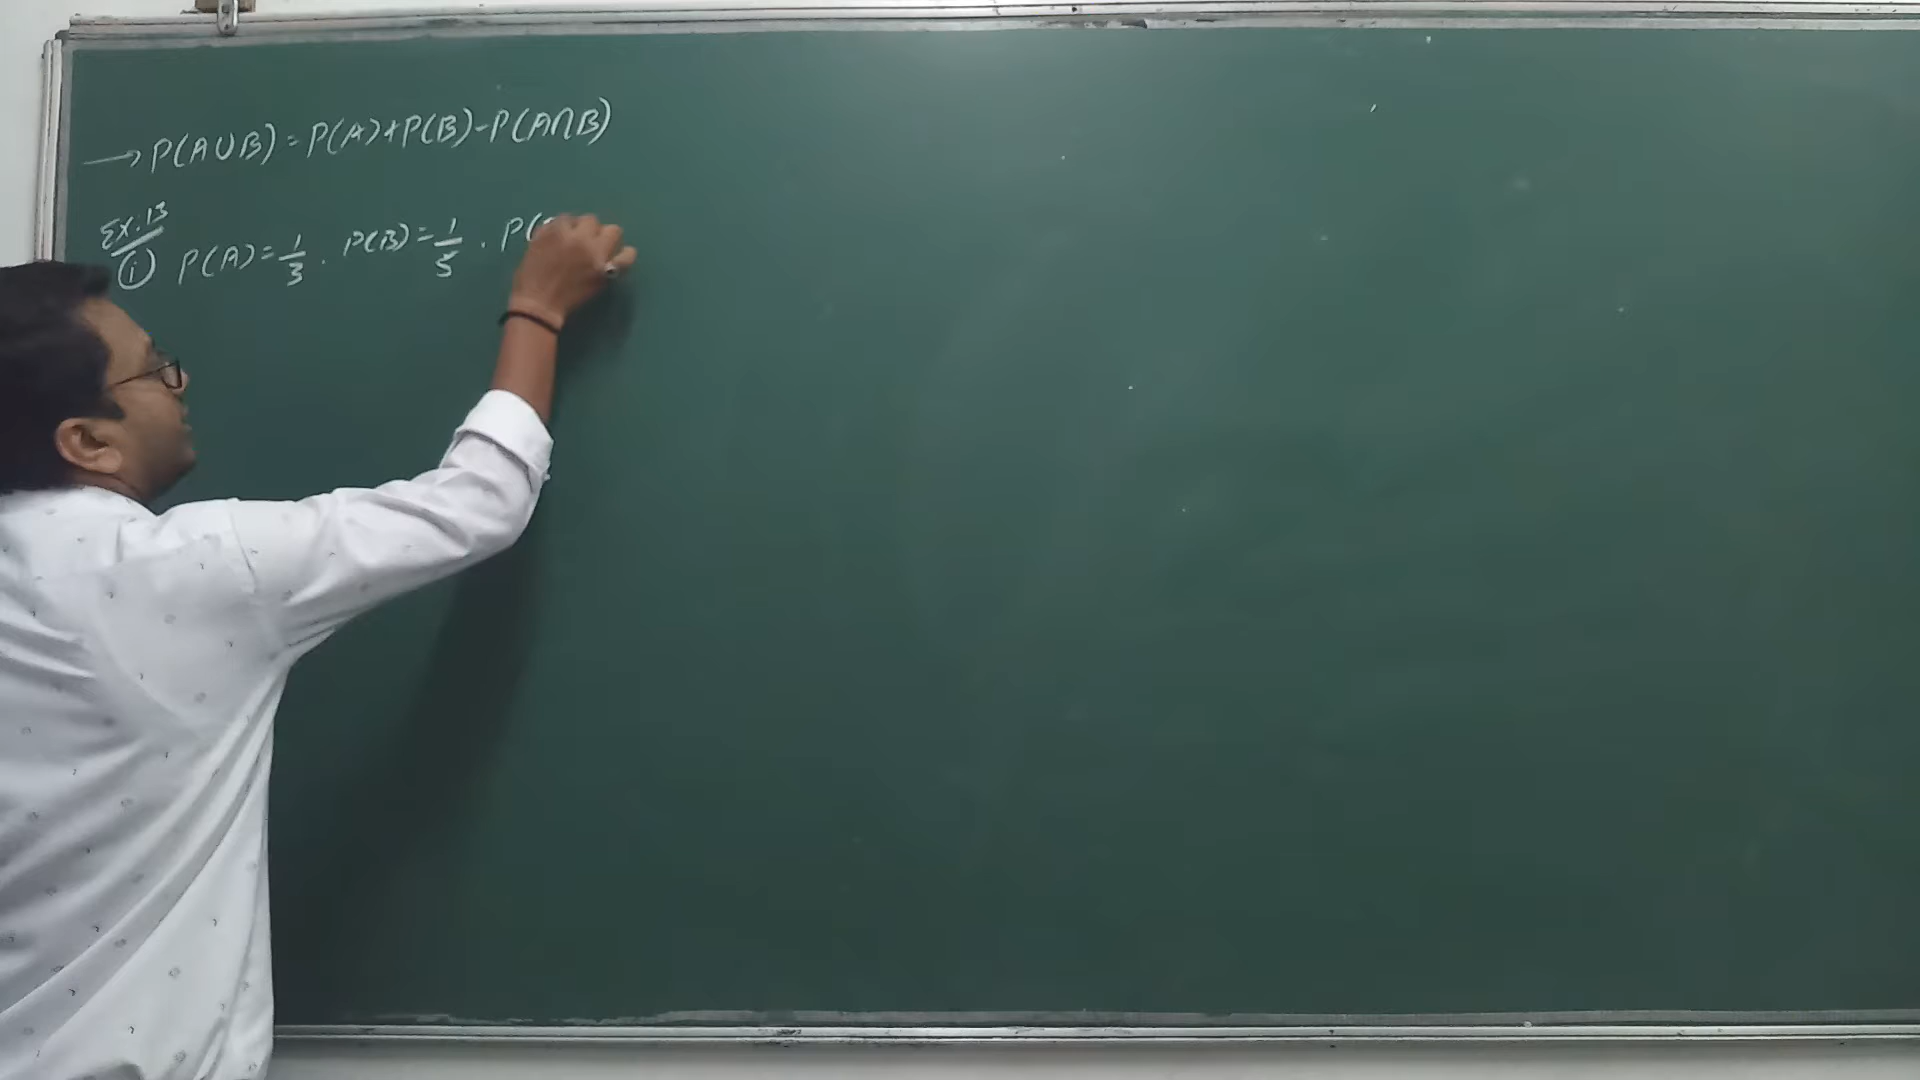 → P(A∪B) = P(A)+P(B)-P(A∩B)
Ex.13
(i) P(A) = 1/3 . P(B) = 1/5 . P(